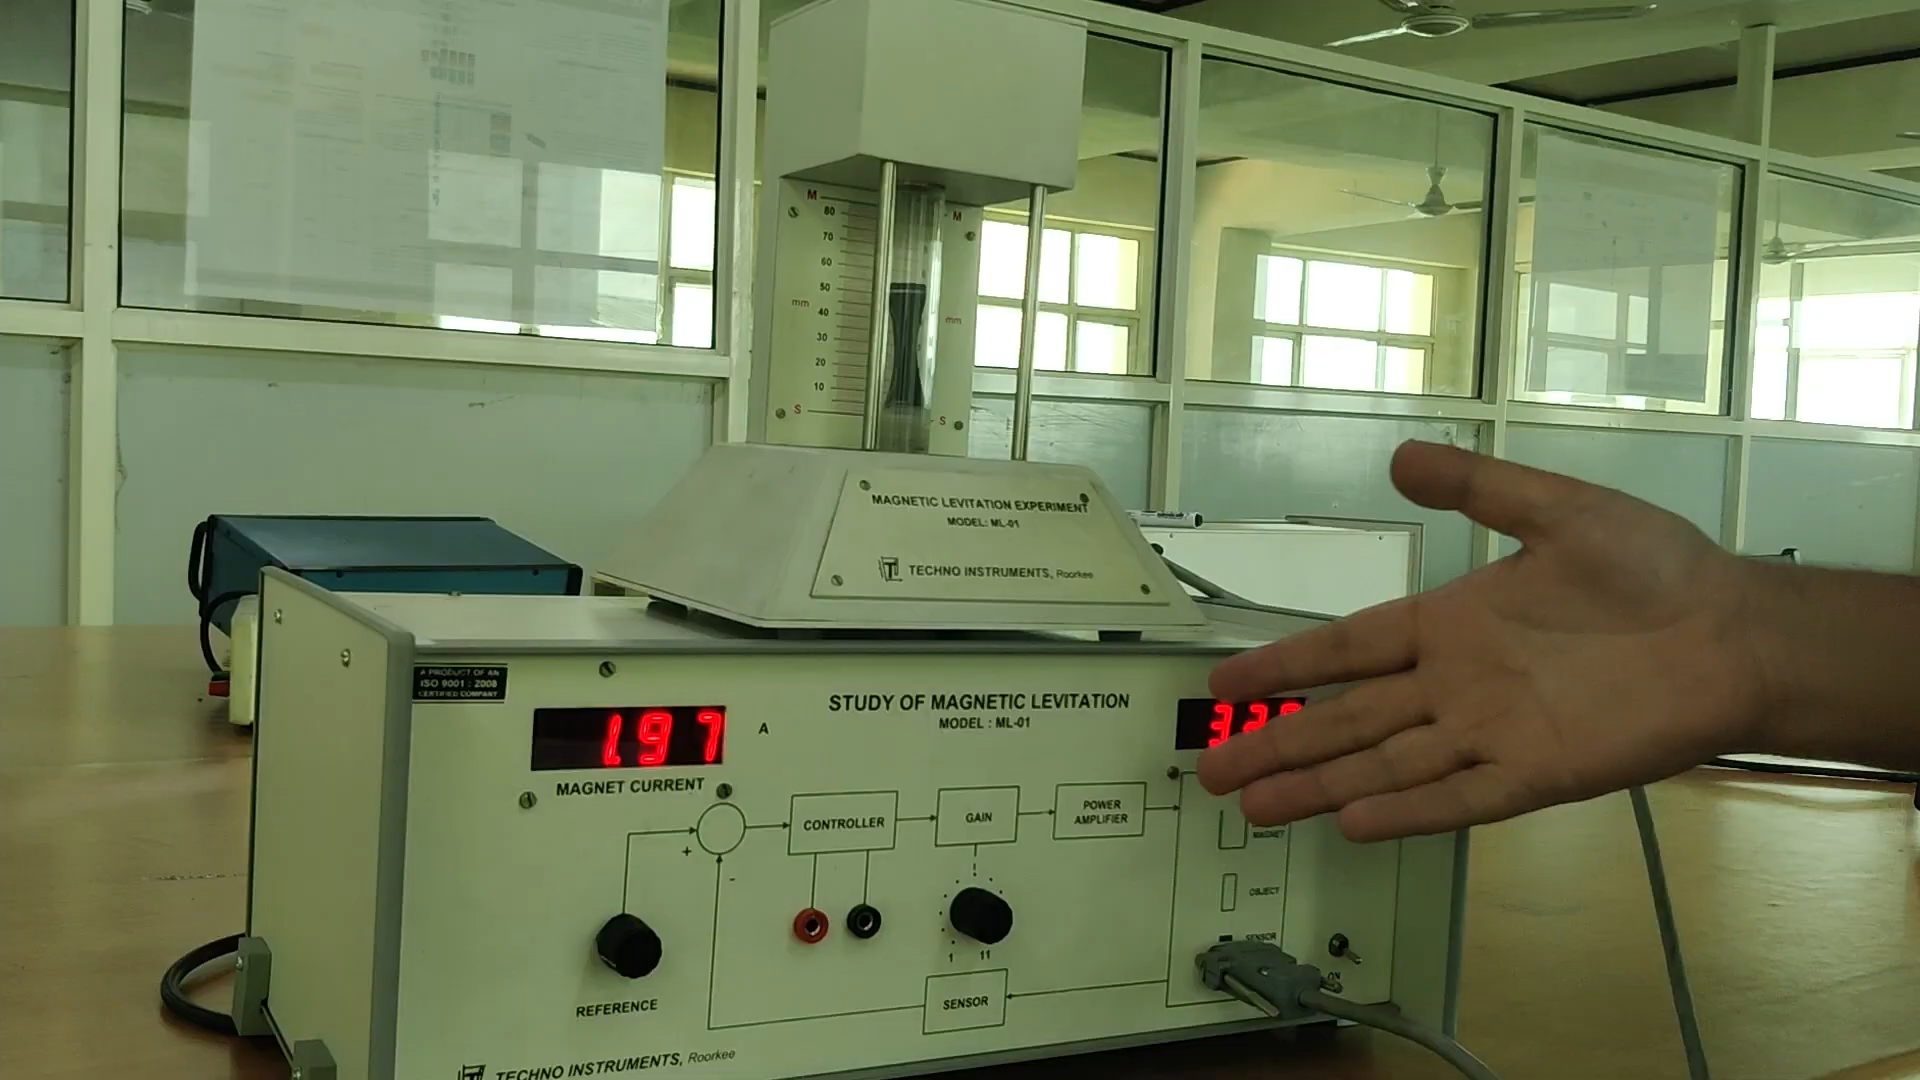 M
M
80
70
60
50
mm
40
mm
30
20
10
S
S
MAGNETIC LEVITATION EXPERIMENT
MODEL: ML-01
TECHNO INSTRUMENTS, Roorkee
A PRODUCT OF AN
ISO 9001 : 2008
CERTIFIED COMPANY
STUDY OF MAGNETIC LEVITATION
MODEL : ML-01
1.97
A
MAGNET CURRENT
CONTROLLER
GAIN
POWER
AMPLIFIER
MAGNET
+
-
OBJECT
SENSOR
1 11
ON
REFERENCE
SENSOR
TECHNO INSTRUMENTS, Roorkee